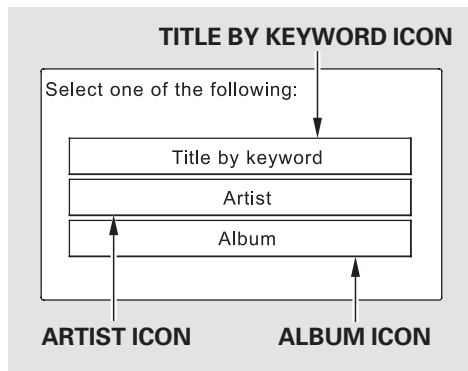 TITLE BY KEYWORD ICON
Select one of the following:
Title by keyword
Artist
Album
ARTIST ICON
ALBUM ICON